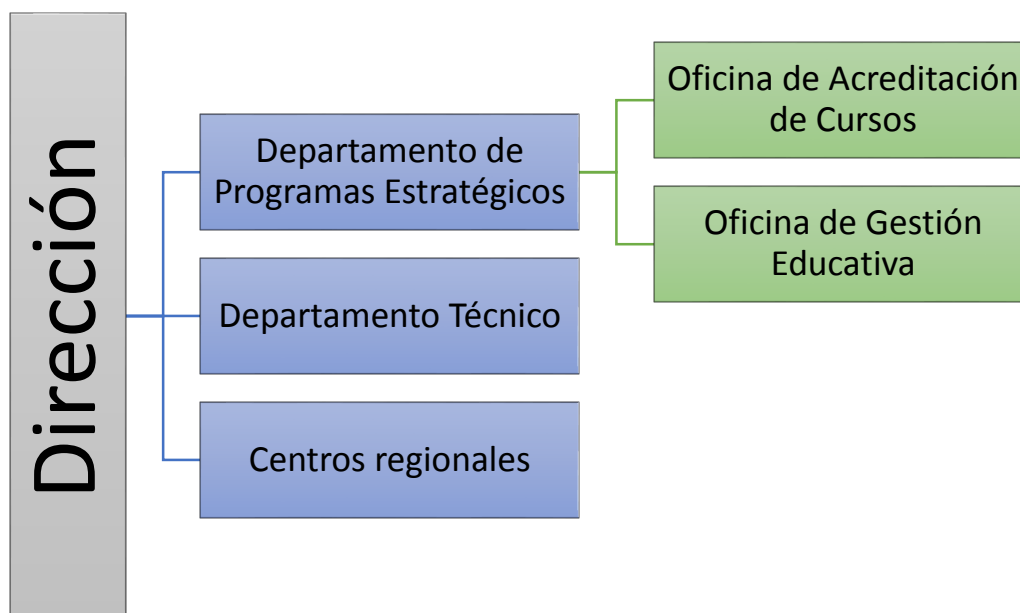 Dirección
Departamento de
Programas Estratégicos
Departamento Técnico
Centros regionales
Oficina de Acreditación
de Cursos
Oficina de Gestión
Educativa